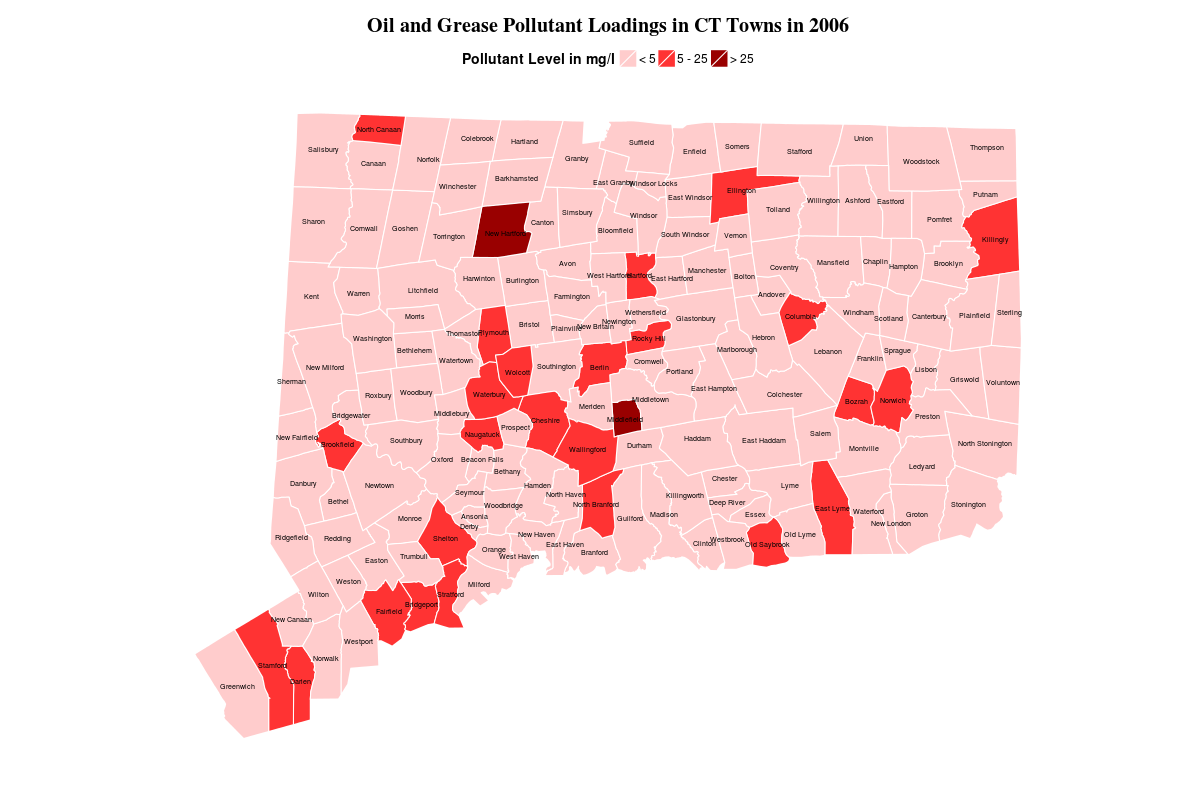 Oil and Grease Pollutant Loadings in CT Towns in 2006
Pollutant Level in mg/l < 5 5 - 25 > 25
North Canaan
Colebrook
Hartland
Suffield
Enfield
Somers
Stafford
Union
Woodstock
Thompson
Salisbury
Canaan
Norfolk
Granby
Winchester
Barkhamsted
East Granby
Windsor Locks
East Windsor
Ellington
Putnam
Sharon
Cornwall
Goshen
Torrington
New Hartford
Canton
Simsbury
Bloomfield
Windsor
South Windsor
Vernon
Tolland
Willington
Ashford
Eastford
Pomfret
Killingly
Kent
Warren
Litchfield
Harwinton
Burlington
Avon
West Hartford
Hartford
East Hartford
Manchester
Bolton
Coventry
Mansfield
Chaplin
Hampton
Brooklyn
Farmington
Andover
Columbia
Windham
Scotland
Canterbury
Plainfield
Sterling
Washington
Morris
Bethlehem
Thomaston
Plymouth
Bristol
Plainville
New Britain
Newington
Wethersfield
Glastonbury
Rocky Hill
Hebron
Marlborough
Lebanon
Franklin
Sprague
Lisbon
Griswold
Voluntown
New Milford
Sherman
Watertown
Wolcott
Southington
Berlin
Cromwell
Portland
Roxbury
Woodbury
Waterbury
Meriden
Middletown
East Hampton
Colchester
Bozrah
Norwich
Preston
Bridgewater
Middlebury
Naugatuck
Prospect
Cheshire
Middlefield
New Fairfield
Brookfield
Southbury
Oxford
Beacon Falls
Wallingford
Durham
Haddam
East Haddam
Salem
Montville
Ledyard
North Stonington
Danbury
Bethel
Newtown
Seymour
Bethany
Woodbridge
Hamden
North Haven
North Branford
Guilford
Madison
Killingworth
Chester
Deep River
Essex
Lyme
East Lyme
Waterford
New London
Groton
Stonington
Ridgefield
Redding
Monroe
Ansonia
Derby
Shelton
Orange
New Haven
West Haven
East Haven
Branford
Clinton
Westbrook
Old Saybrook
Old Lyme
Easton
Trumbull
Weston
Wilton
Milford
Stratford
Bridgeport
Fairfield
New Canaan
Westport
Norwalk
Stamford
Darien
Greenwich